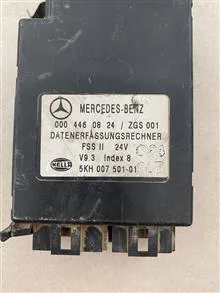 MERCEDES-BENZ
000 446 08 24 / ZGS 001
DATENERFASSUNGSRECHNER
FSS II 24V
V9.3 Index 8
HELLA 5KH 007 501-01